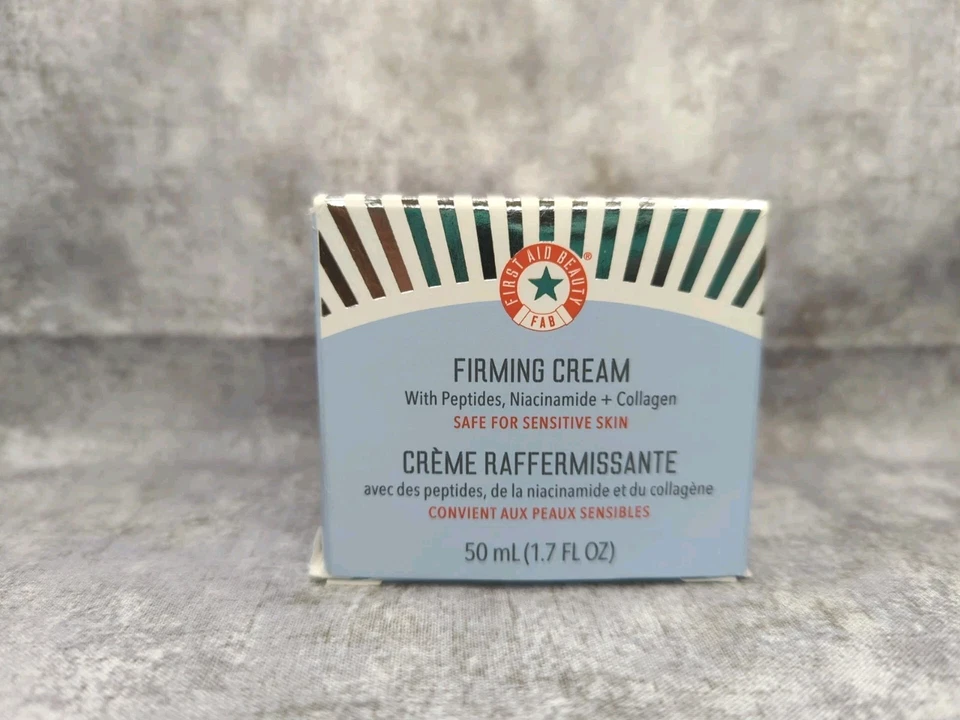 FIRST AID BEAUTY®
FAB
FIRMING CREAM
With Peptides, Niacinamide + Collagen
SAFE FOR SENSITIVE SKIN
CRÈME RAFFERMISSANTE
avec des peptides, de la niacinamide et du collagène
CONVIENT AUX PEAUX SENSIBLES
50 mL (1.7 FL OZ)